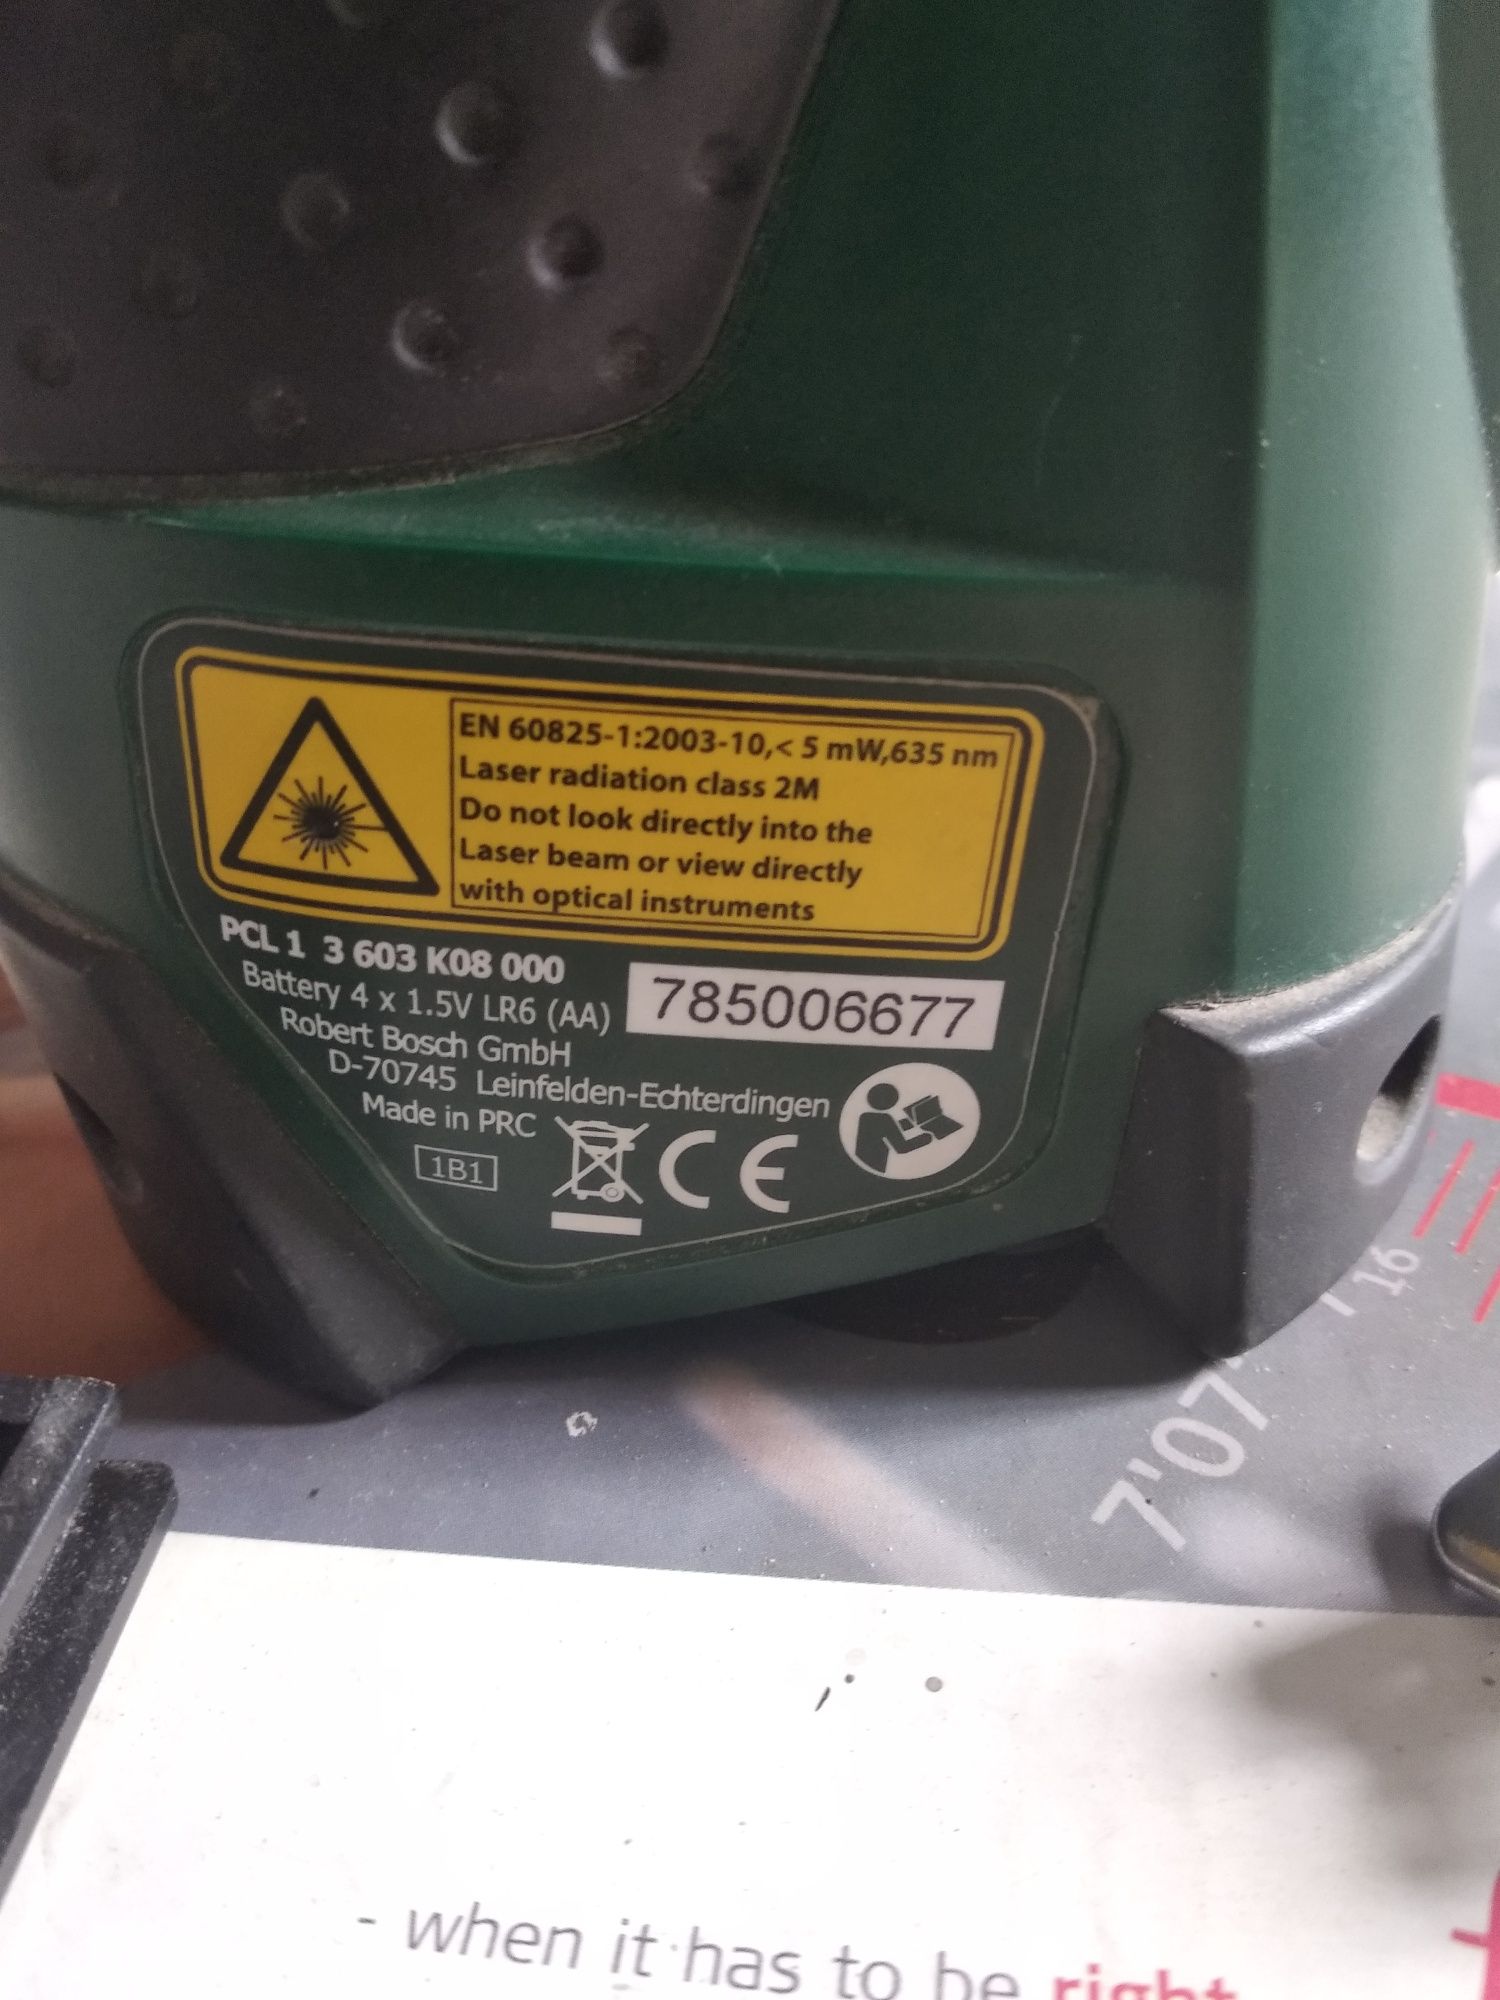 EN 60825-1:2003-10,< 5 mW,635 nm
Laser radiation class 2M
Do not look directly into the
Laser beam or view directly
with optical instruments
PCL 1 3 603 K08 000
Battery 4 x 1.5V LR6 (AA)
785006677
Robert Bosch GmbH
D-70745 Leinfelden-Echterdingen
Made in PRC
1B1
CE
16
7'07
- when it has to be right